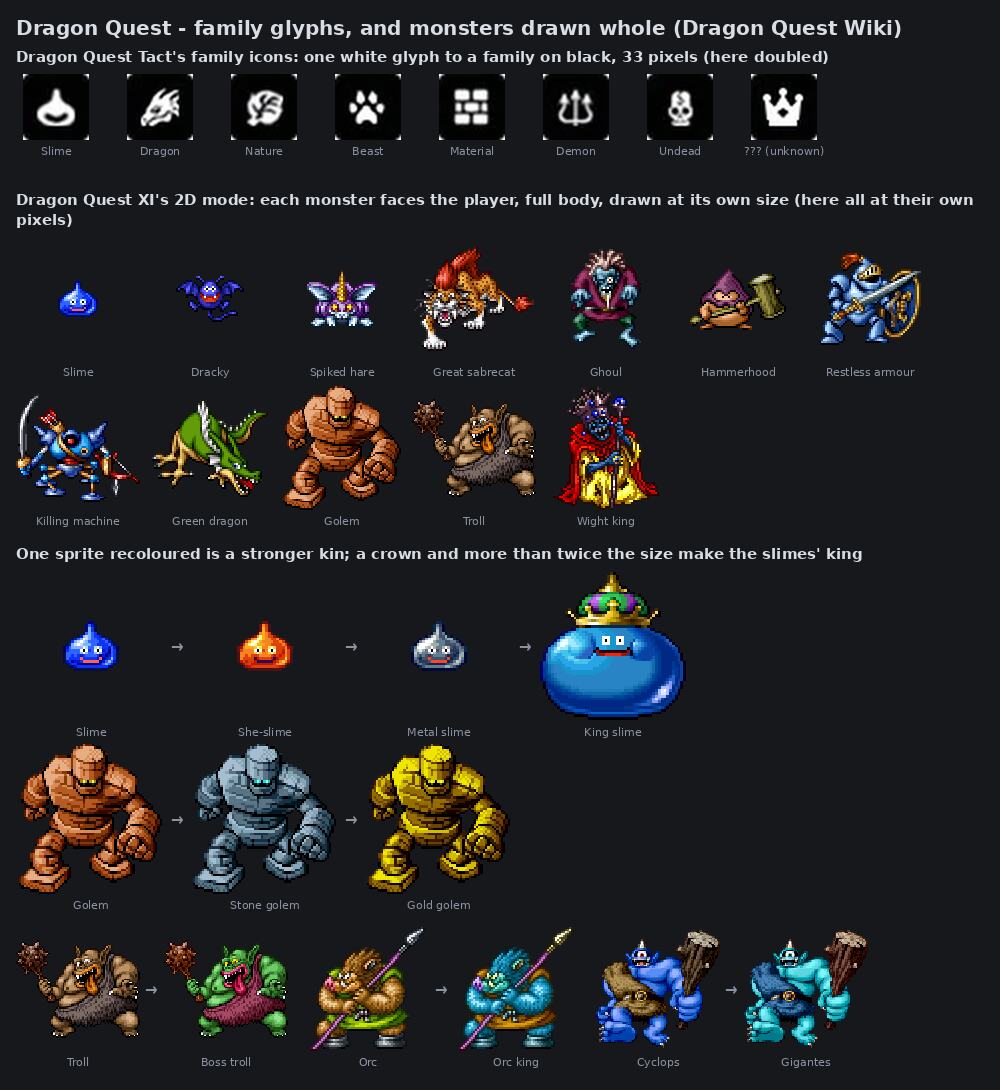 Dragon Quest - family glyphs, and monsters drawn whole (Dragon Quest Wiki)
Dragon Quest Tact's family icons: one white glyph to a family on black, 33 pixels (here doubled)
Slime Dragon Nature Beast Material Demon Undead ??? (unknown)
Dragon Quest XI's 2D mode: each monster faces the player, full body, drawn at its own size (here all at their own
pixels)
Slime Dracky Spiked hare Great sabrecat Ghoul Hammerhood Restless armour
Killing machine Green dragon Golem Troll Wight king
One sprite recoloured is a stronger kin; a crown and more than twice the size make the slimes' king
→ → →
Slime She-slime Metal slime King slime
→ →
Golem Stone golem Gold golem
→ → →
Troll Boss troll Orc Orc king Cyclops Gigantes